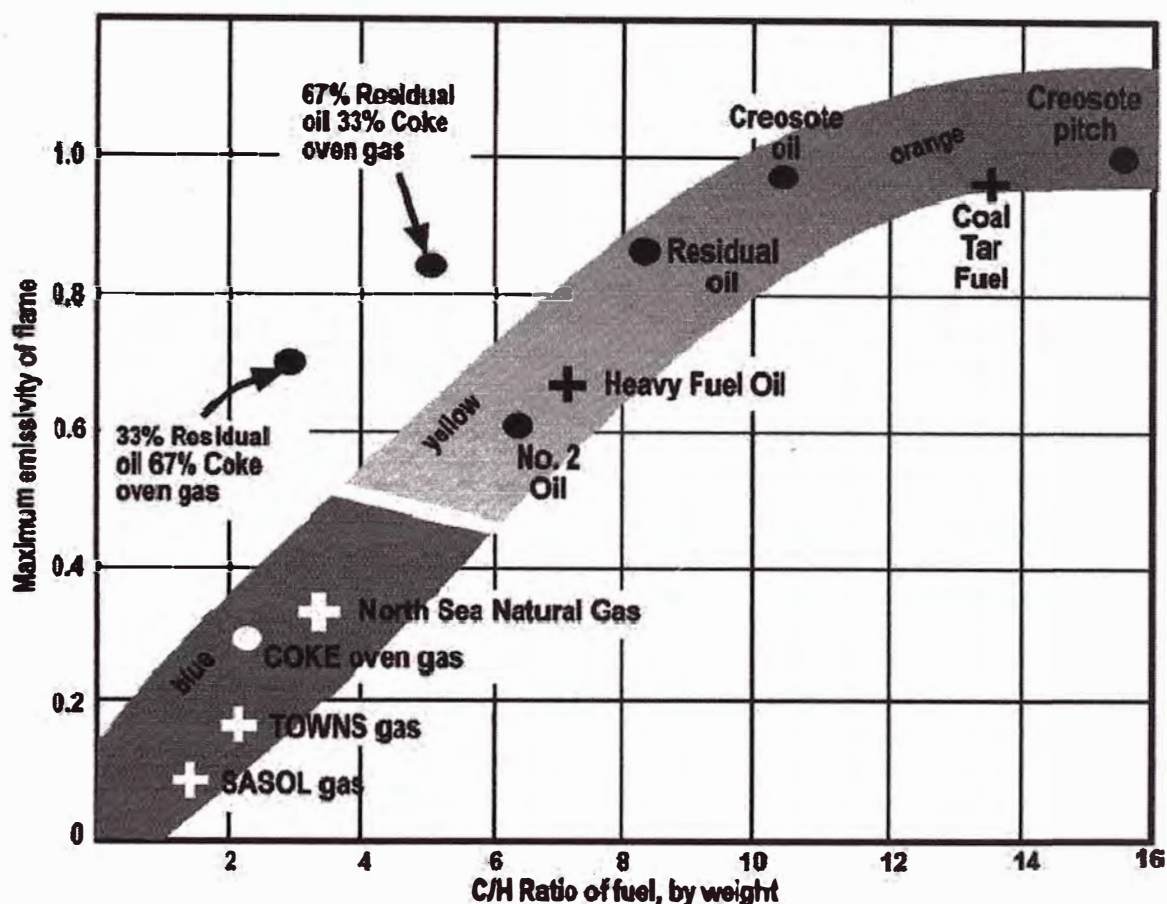 67% Residual
oil 33% Coke
oven gas
Creosote
oil
orange
Creosote
pitch
1.0
Residual
oil
Coal
Tar
Fuel
0.8
Maximum emissivity of flame
yellow
Heavy Fuel Oil
0.6
33% Residual
oil 67% Coke
oven gas
No. 2
Oil
0.4
North Sea Natural Gas
blue
COKE oven gas
0.2
TOWNS gas
SASOL gas
0
2 4 6 8 10 12 14 16
C/H Ratio of fuel, by weight